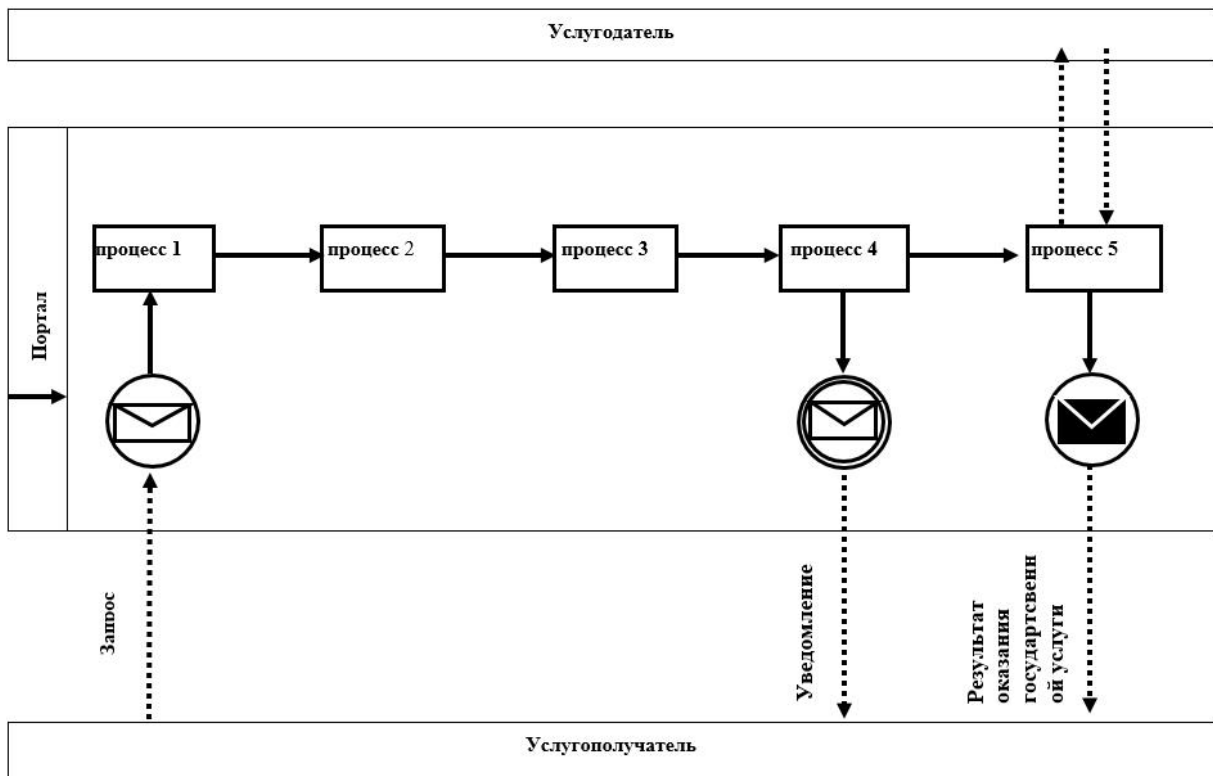 Услугодатель
Портал
процесс 1
процесс 2
процесс 3
процесс 4
процесс 5
Запрос
Уведомление
Результат
оказания
государтсвенн
ой услуги
Услугополучатель